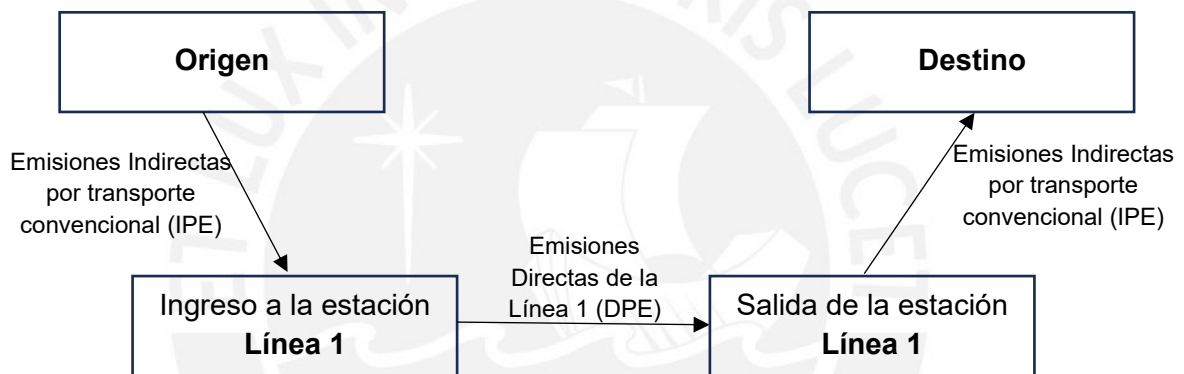 Origen
Destino
Emisiones Indirectas
por transporte
convencional (IPE)
Emisiones Indirectas
por transporte
convencional (IPE)
Emisiones
Directas de la
Línea 1 (DPE)
Ingreso a la estación
Línea 1
Salida de la estación
Línea 1